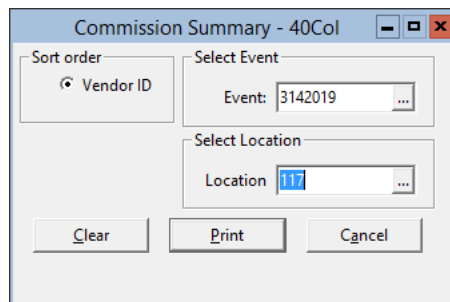 Commission Summary - 40Col
Sort order
Vendor ID
Select Event
Event: 3142019 ...
Select Location
Location 117 ...
Clear Print Cancel